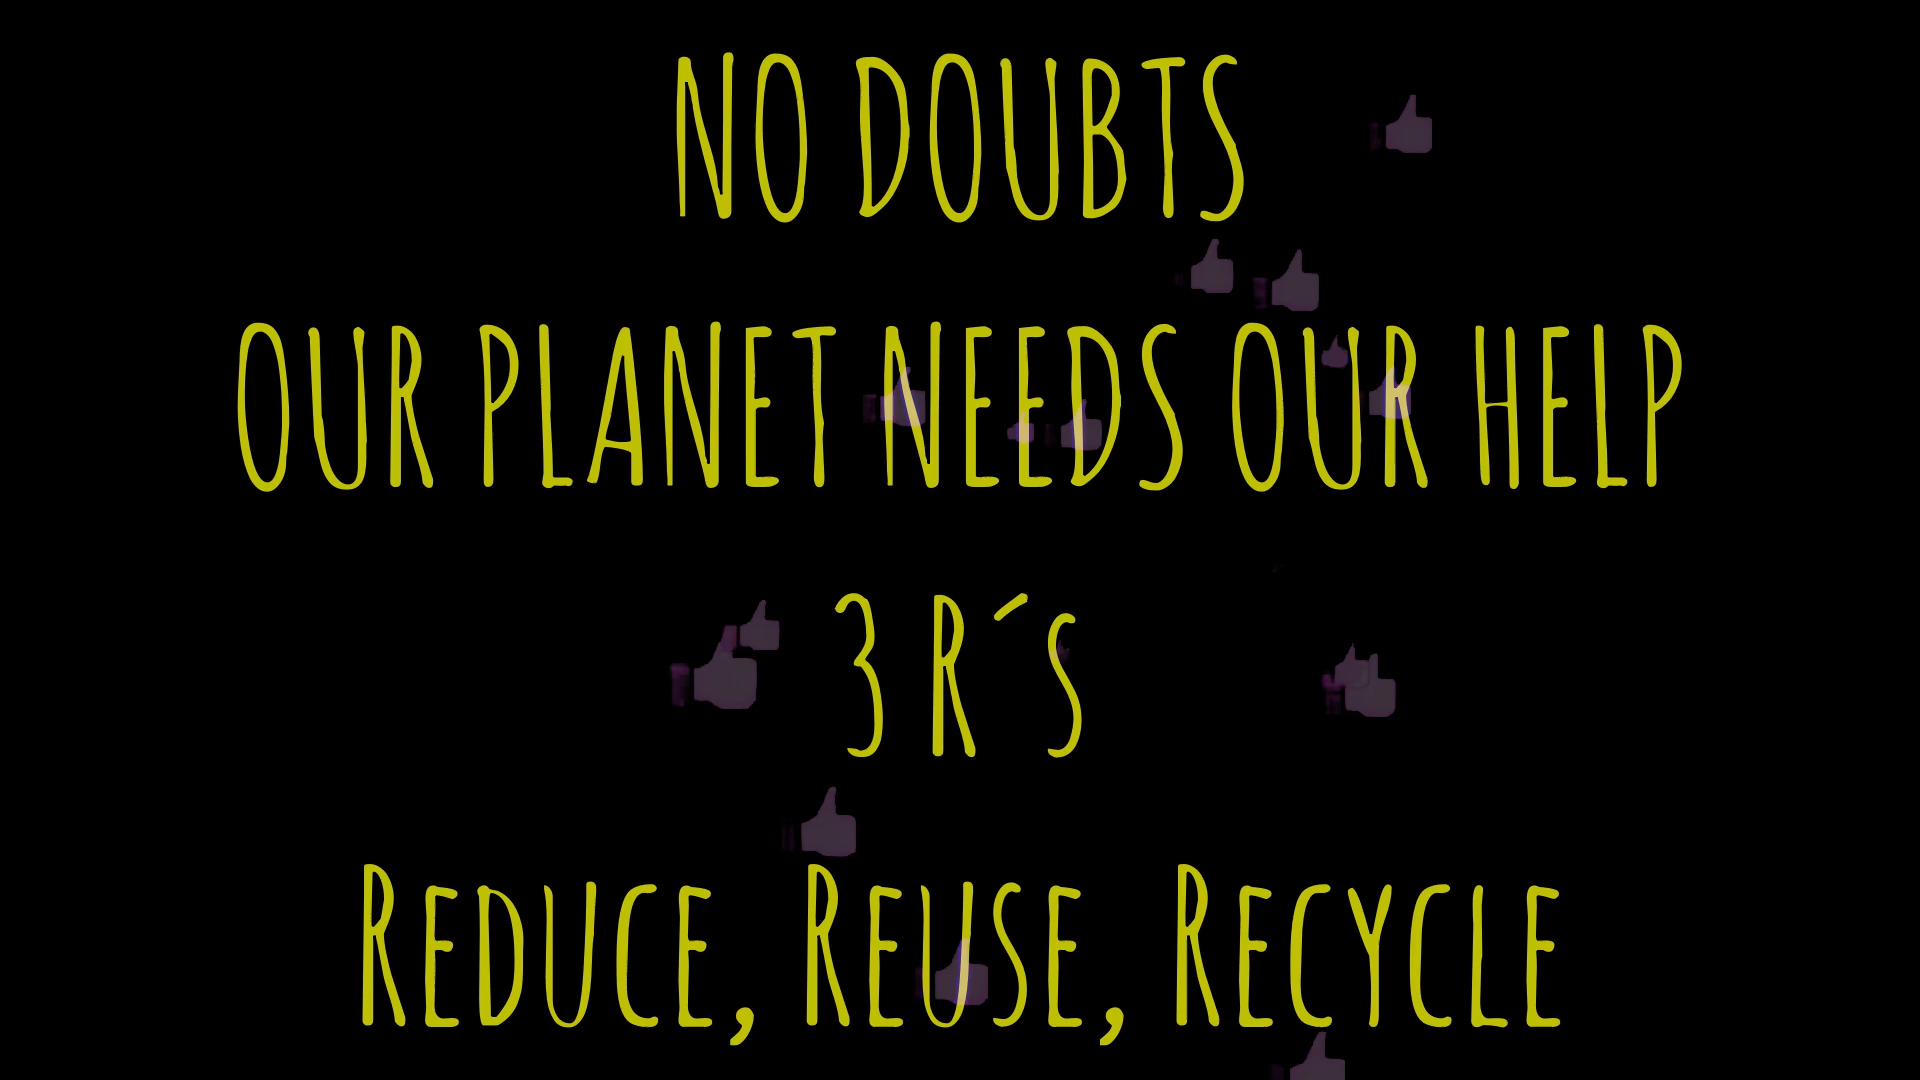 NO DOUBTS
OUR PLANET NEEDS OUR HELP
3 R´s
Reduce, Reuse, Recycle